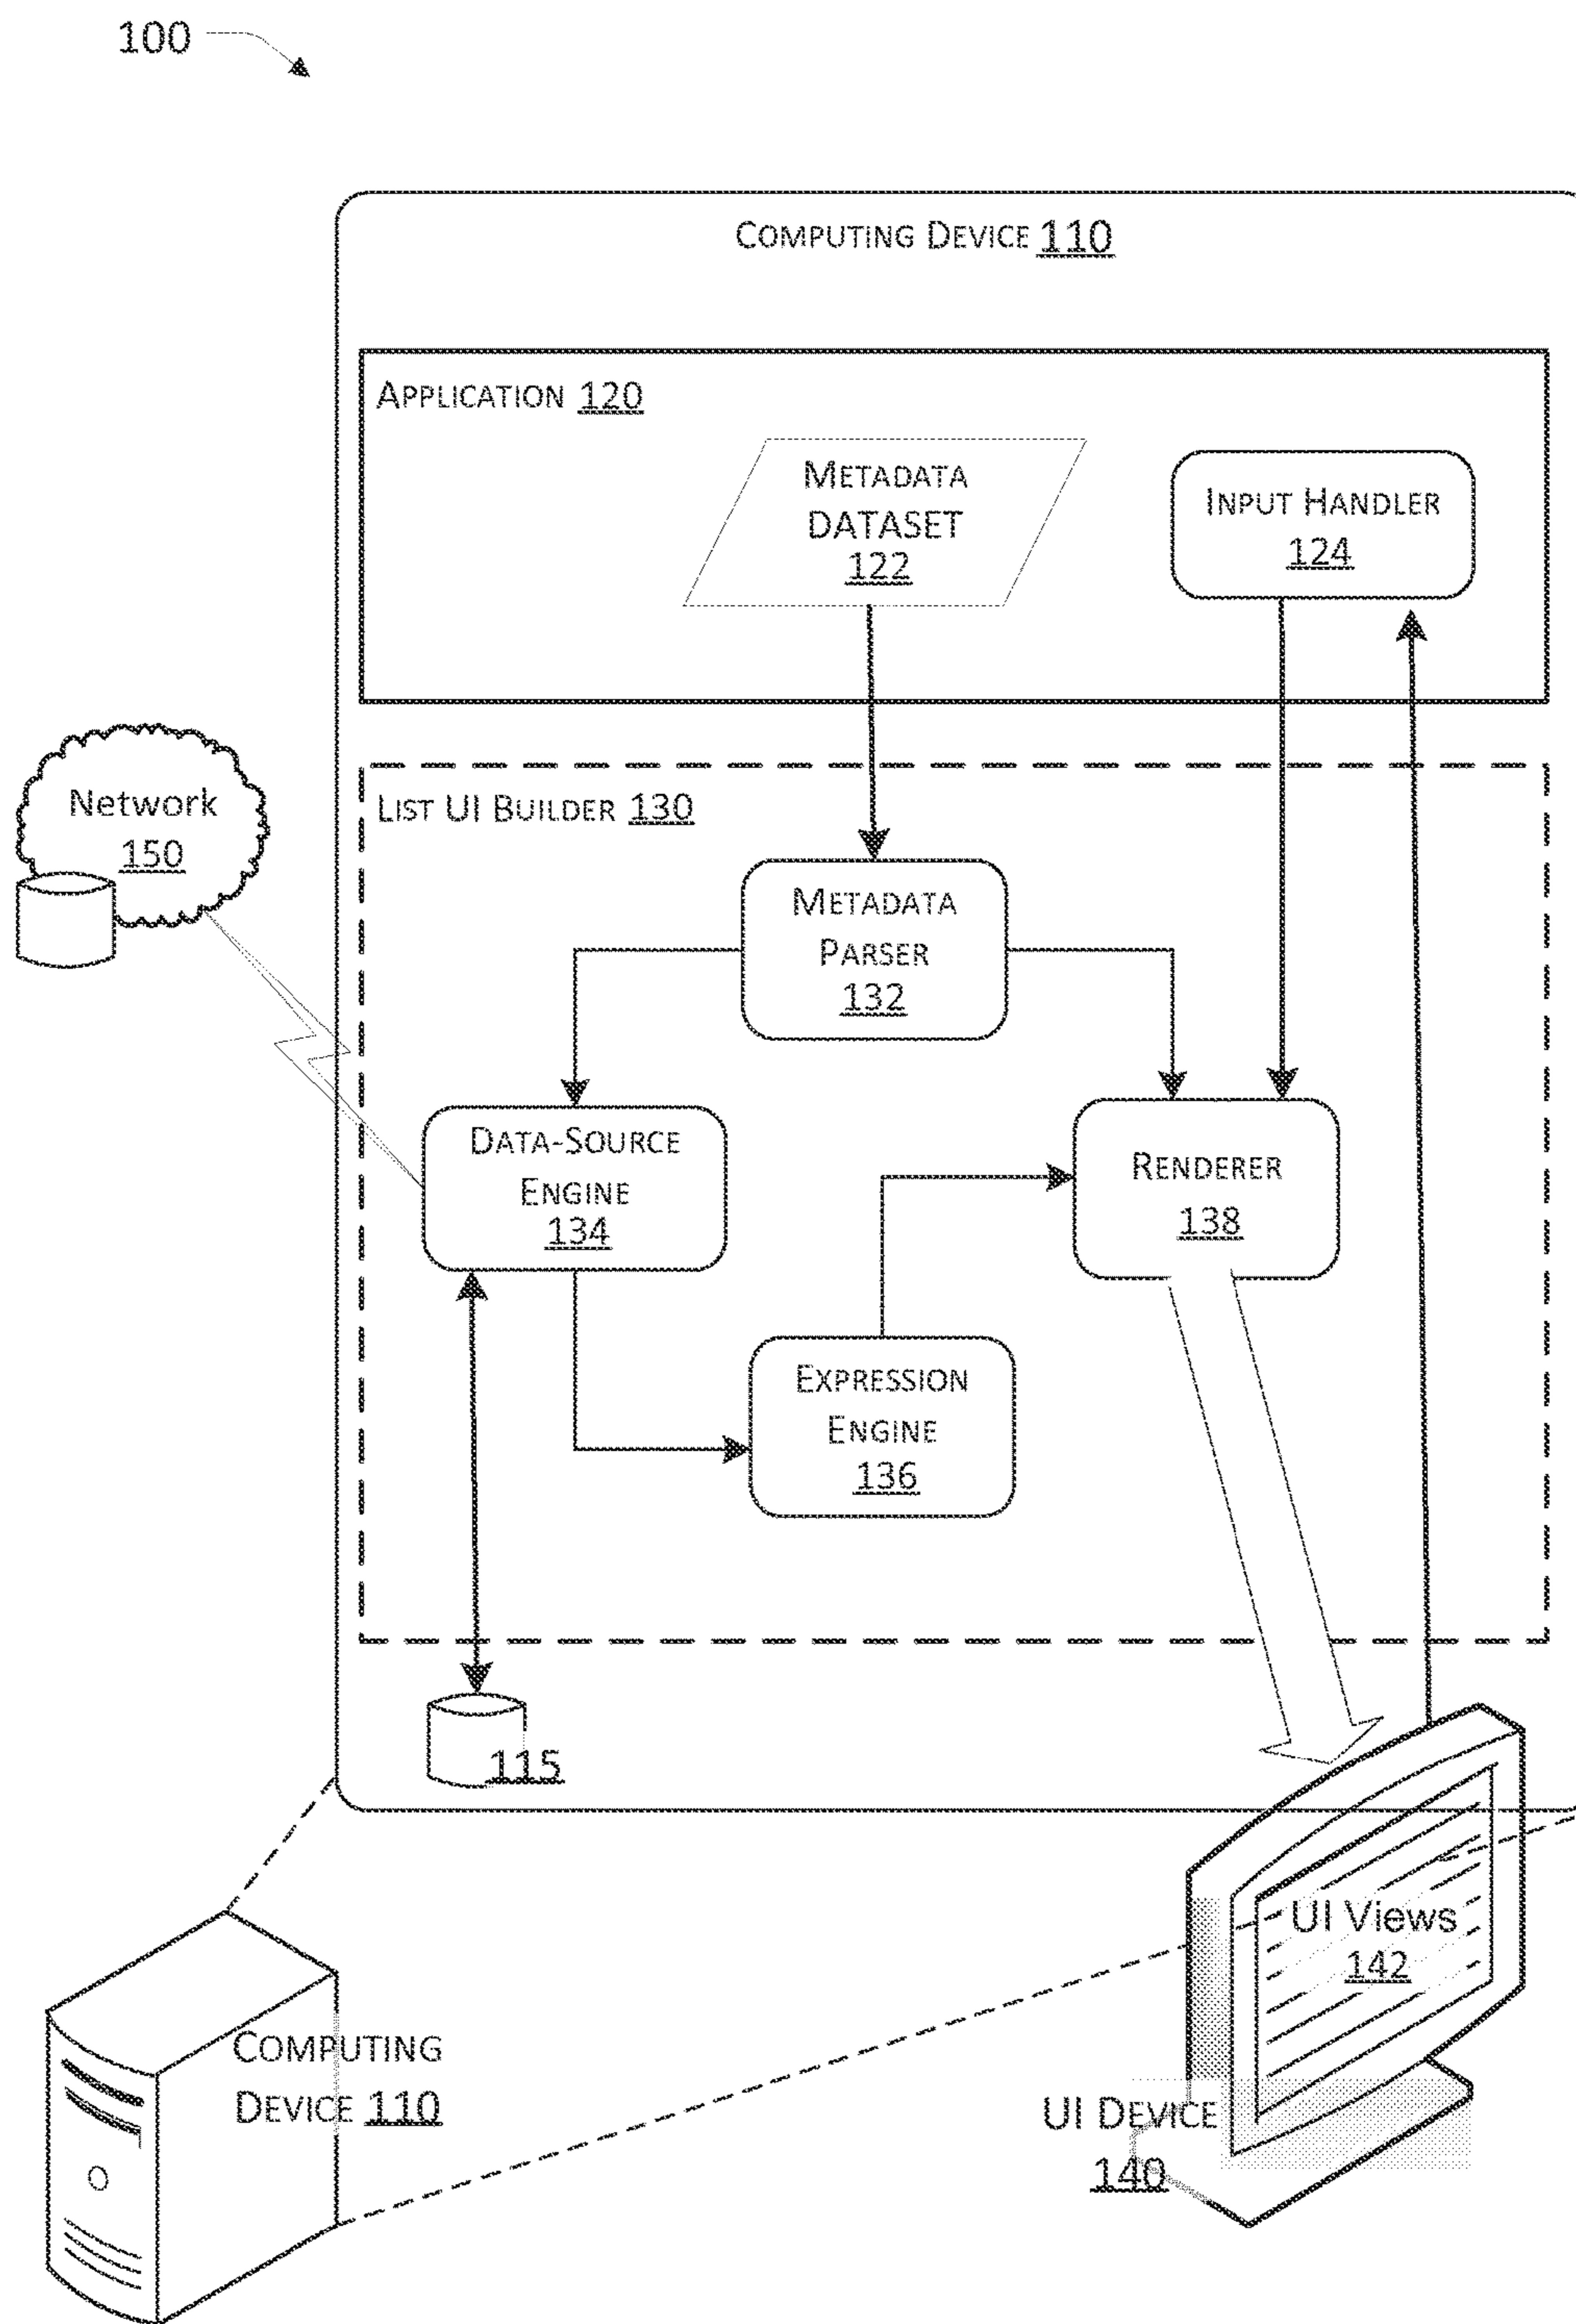 100
COMPUTING DEVICE 110
APPLICATION 120
METADATA
DATASET
122
INPUT HANDLER
124
Network
150
LIST UI BUILDER 130
METADATA
PARSER
132
DATA-SOURCE
ENGINE
134
RENDERER
138
EXPRESSION
ENGINE
136
115
UI Views
142
COMPUTING
DEVICE 110
UI DEVICE
140